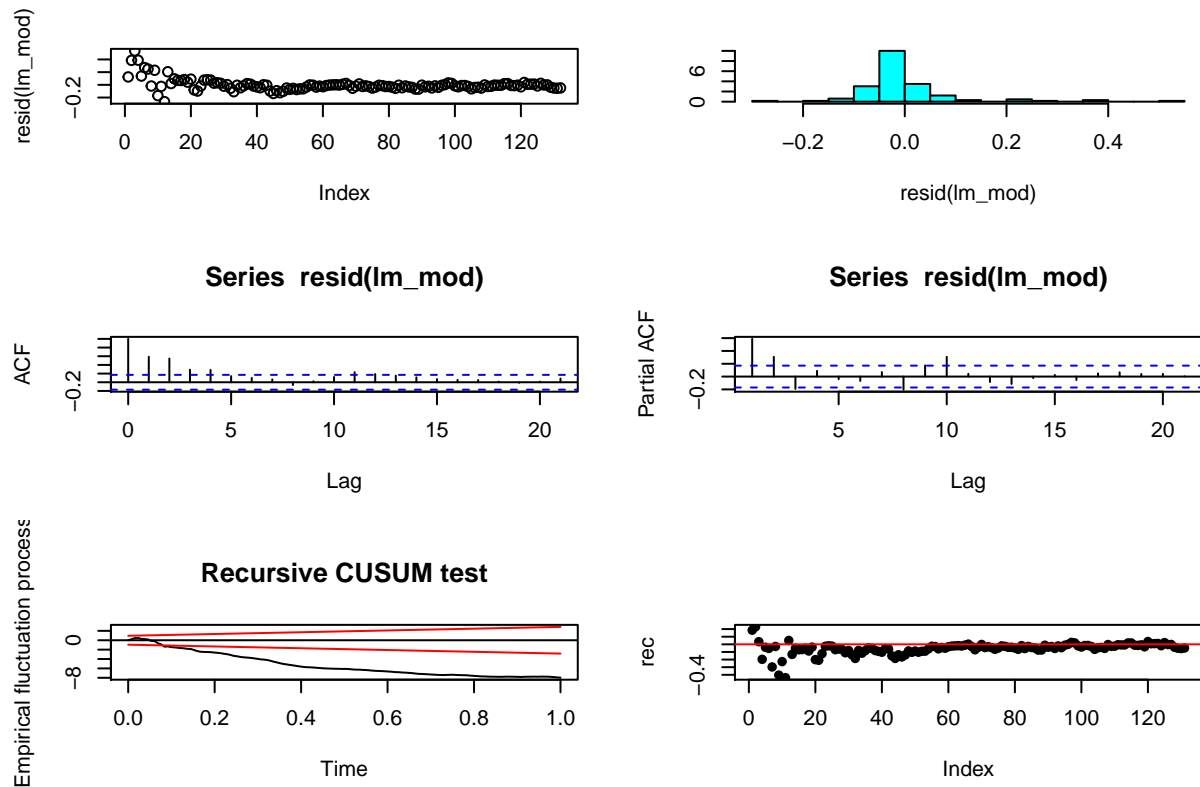 resid(lm_mod)
−0.2
0 20 40 60 80 100 120
Index
0 6
−0.2 0.0 0.2 0.4
resid(lm_mod)
Series resid(lm_mod)
ACF
−0.2
0 5 10 15 20
Lag
Series resid(lm_mod)
Partial ACF
−0.2
5 10 15 20
Lag
Recursive CUSUM test
Empirical fluctuation process
−8 0
0.0 0.2 0.4 0.6 0.8 1.0
Time
rec
−0.4
0 20 40 60 80 100 120
Index